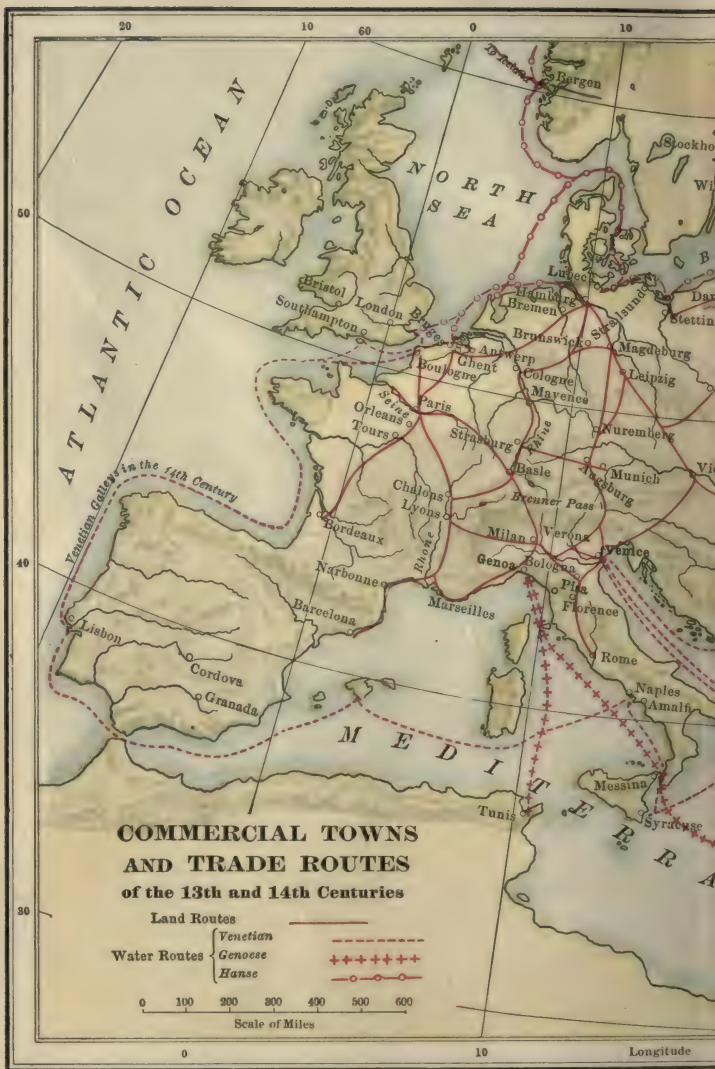 20
10
60
0
10
To Iceland
Bergen
Stockho
Wi
NORTH
SEA
ATLANTIC OCEAN
50
B
Lubeck
Hamburg
Bremen
Stralsund
Dan
Stettin
Bristol
London
Southampton
Bruges
Brunswick
Antwerp
Magdeburg
Ghent
Boulogne
Cologne
Leipzig
Mayence
Seine
Paris
Orleans
Tours
Strasburg
Rhine
Nuremberg
Vie
Basle
Augsburg
Munich
Venetian Galleys in the 14th Century
Chalons
Lyons
Brenner Pass
Bordeaux
Milan
Verona
Venice
40
Rhone
Genoa
Bologna
Narbonne
Pisa
Marseilles
Florence
Barcelona
Lisbon
Rome
Cordova
Naples
Granada
Amalfi
MEDITERRA
Messina
Tunis
Syracuse
COMMERCIAL TOWNS
AND TRADE ROUTES
of the 13th and 14th Centuries
30
Land Routes
Water Routes
Venetian
Genoese
Hanse
0 100 200 300 400 500 600
Scale of Miles
0
10
Longitude